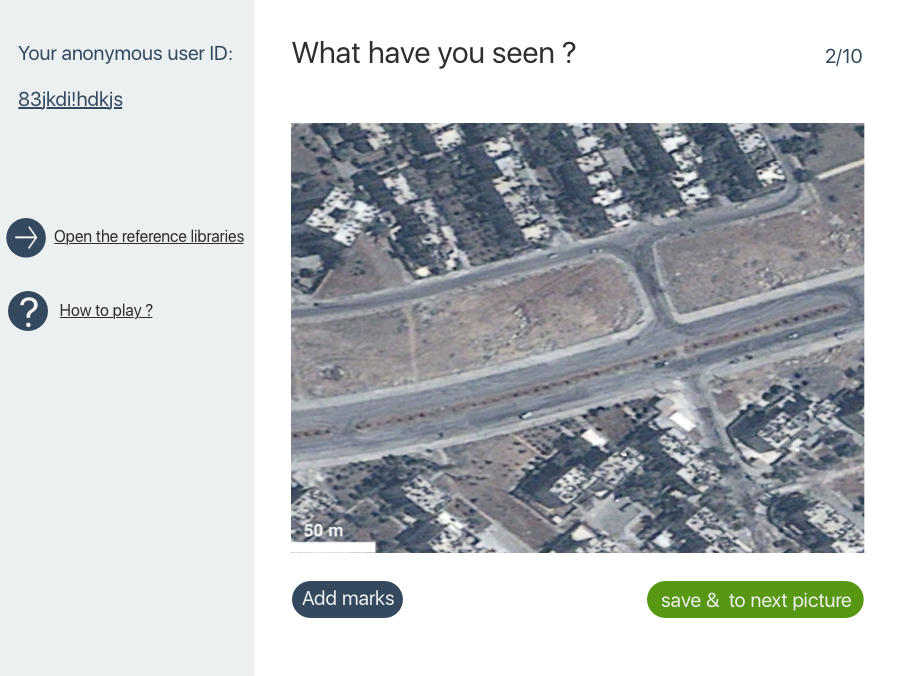 Your anonymous user ID:
83jkdi!hdkjs
Open the reference libraries
How to play ?
What have you seen ?
2/10
50 m
Add marks
save &  to next picture